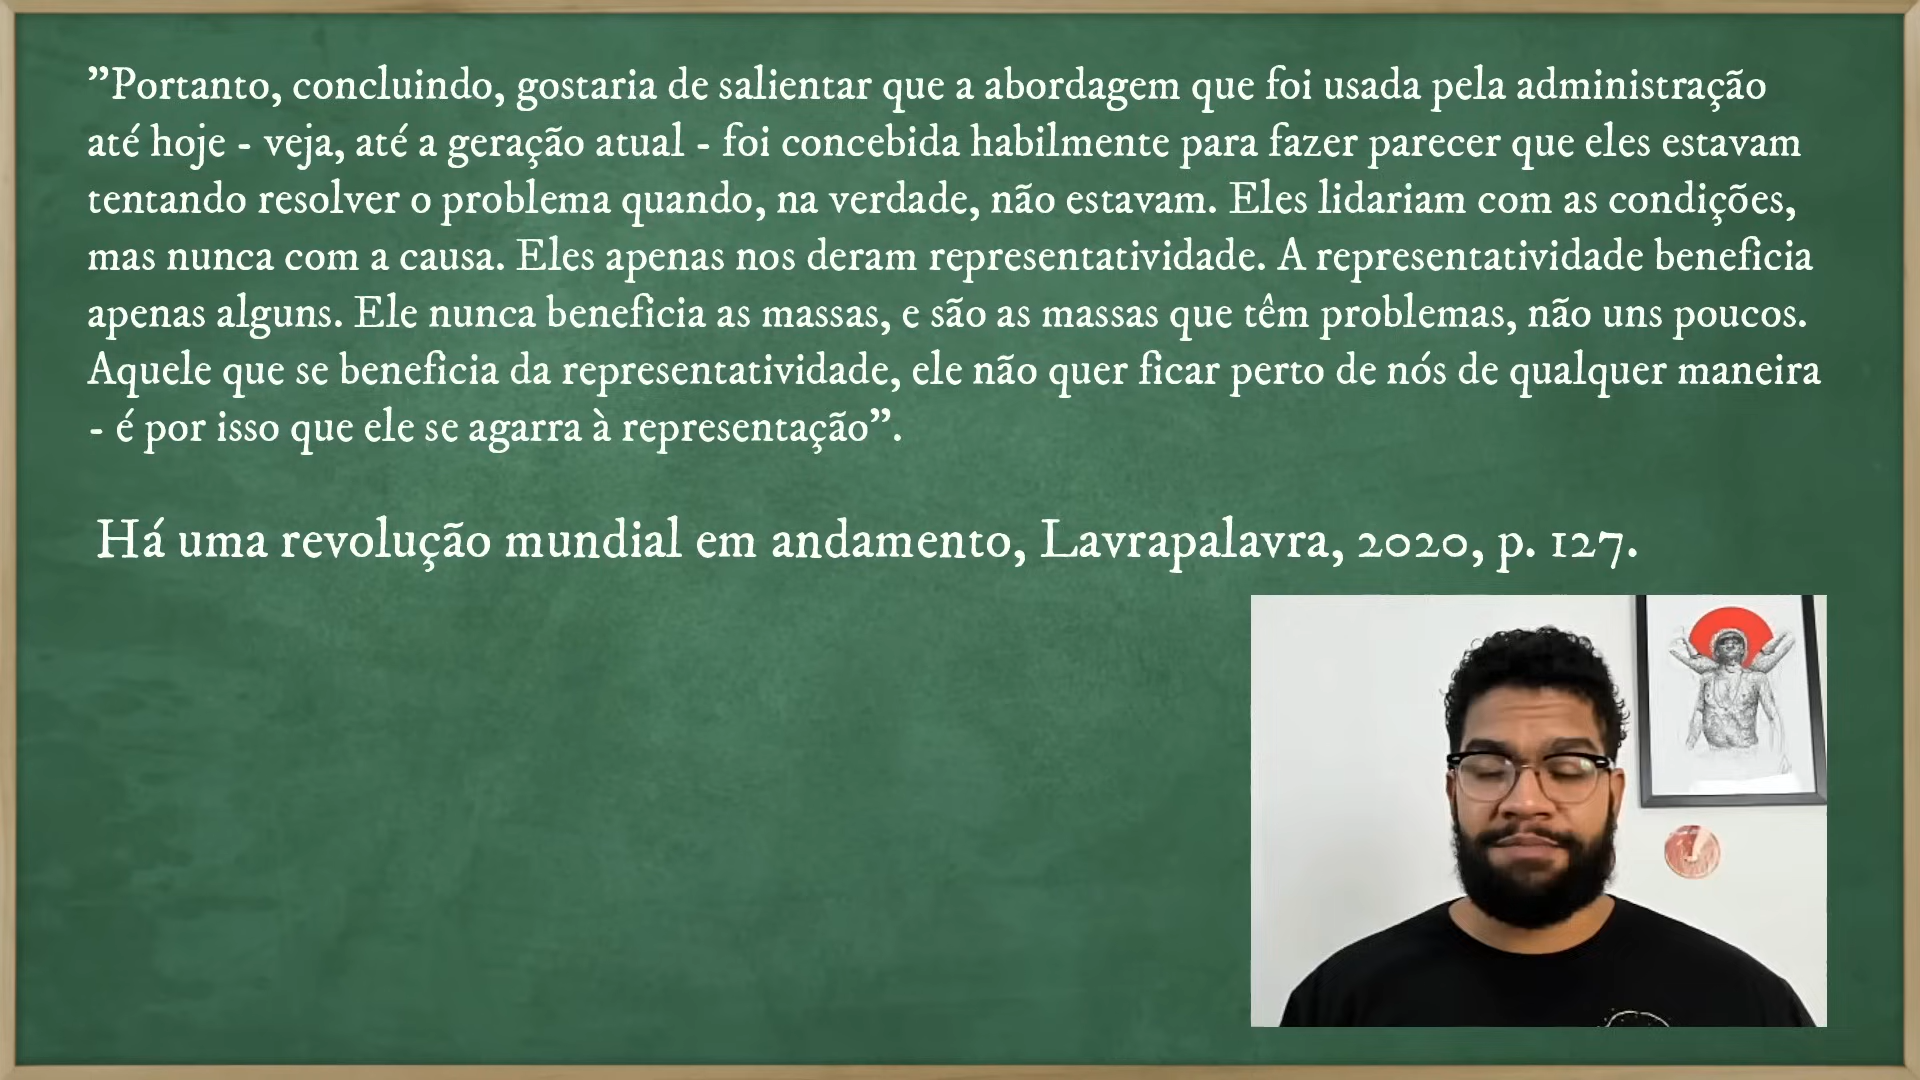 ”Portanto, concluindo, gostaria de salientar que a abordagem que foi usada pela administração
até hoje - veja, até a geração atual - foi concebida habilmente para fazer parecer que eles estavam
tentando resolver o problema quando, na verdade, não estavam. Eles lidariam com as condições,
mas nunca com a causa. Eles apenas nos deram representatividade. A representatividade beneficia
apenas alguns. Ele nunca beneficia as massas, e são as massas que têm problemas, não uns poucos.
Aquele que se beneficia da representatividade, ele não quer ficar perto de nós de qualquer maneira
- é por isso que ele se agarra à representação”.
Há uma revolução mundial em andamento, Lavrapalavra, 2020, p. 127.